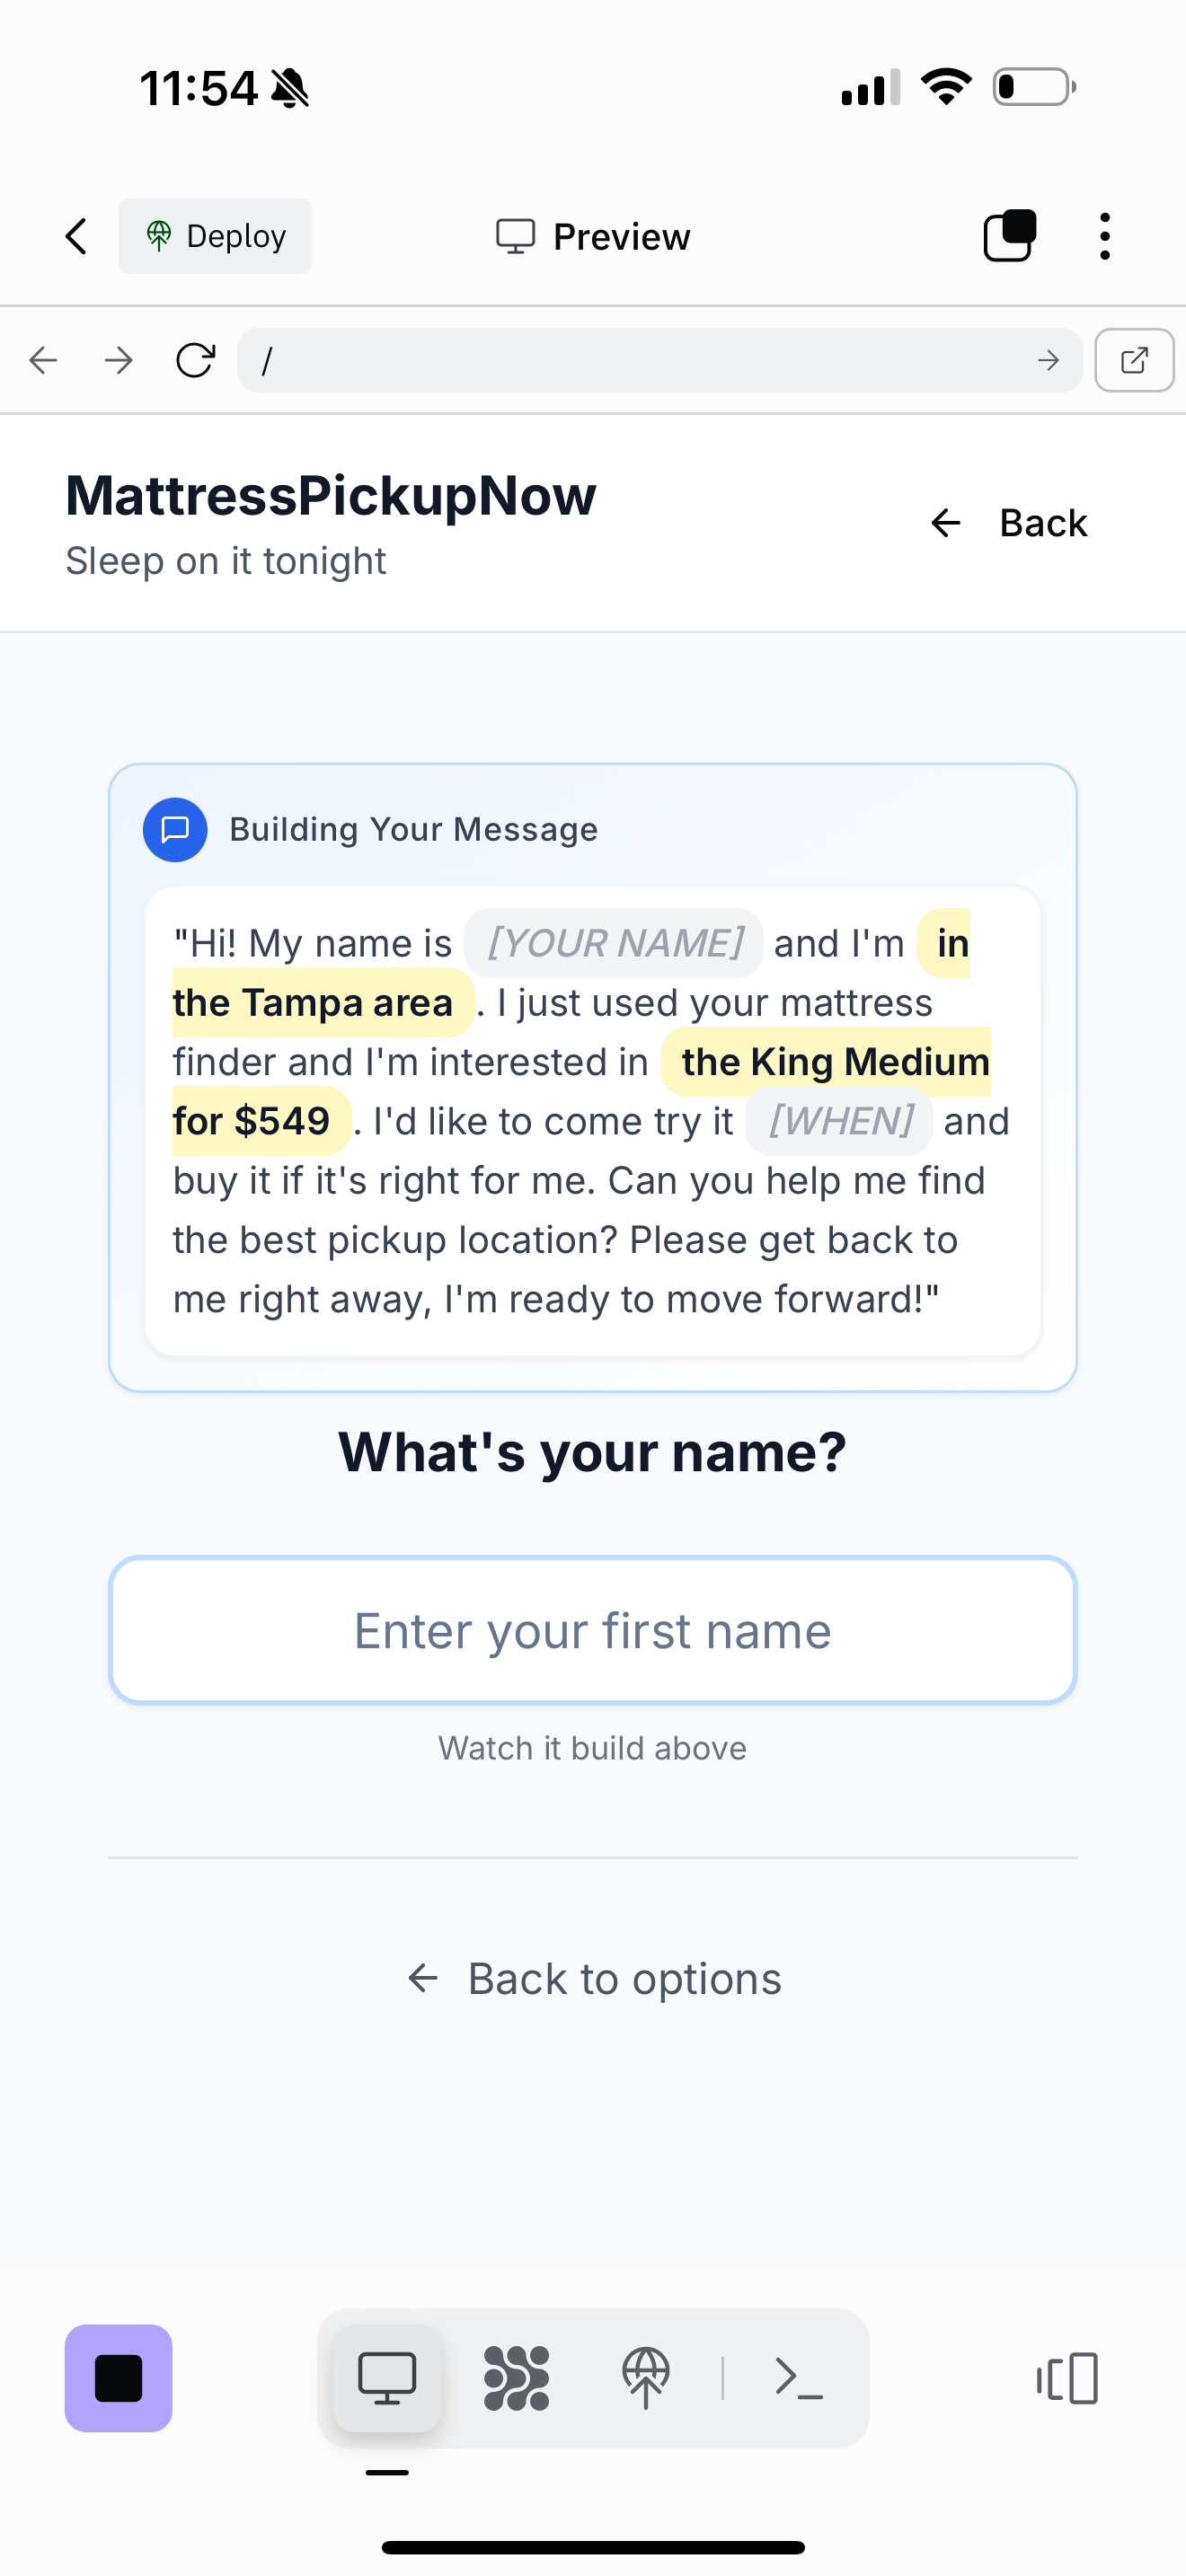 11:54
Deploy
Preview
/
MattressPickupNow
Sleep on it tonight
Back
Building Your Message
"Hi! My name is [YOUR NAME] and I'm in
the Tampa area . I just used your mattress
finder and I'm interested in the King Medium
for $549 . I'd like to come try it [WHEN] and
buy it if it's right for me. Can you help me find
the best pickup location? Please get back to
me right away, I'm ready to move forward!"
What's your name?
Enter your first name
Watch it build above
Back to options